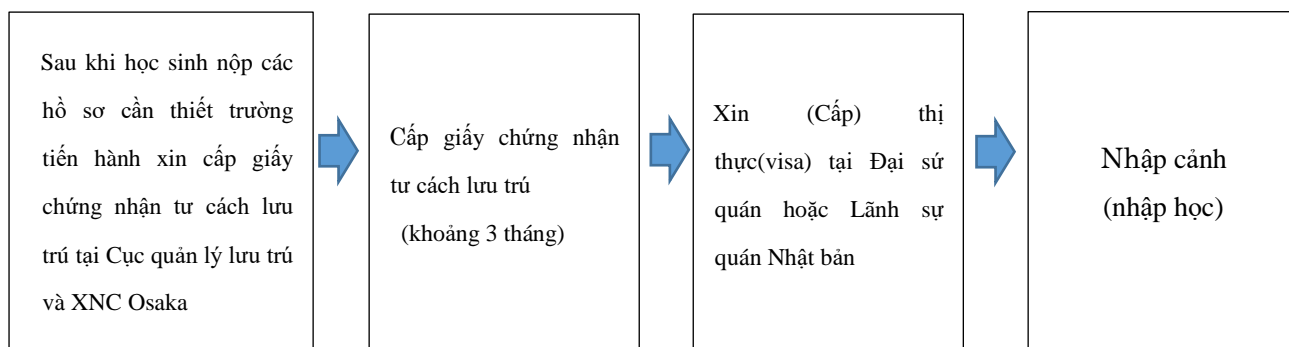 Sau khi học sinh nộp các
hồ sơ cần thiết trường
tiến hành xin cấp giấy
chứng nhận tư cách lưu
trú tại Cục quản lý lưu trú
và XNC Osaka
Cấp giấy chứng nhận
tư cách lưu trú
(khoảng 3 tháng)
Xin (Cấp) thị
thực(visa) tại Đại sứ
quán hoặc Lãnh sự
quán Nhật bản
Nhập cảnh
(nhập học)